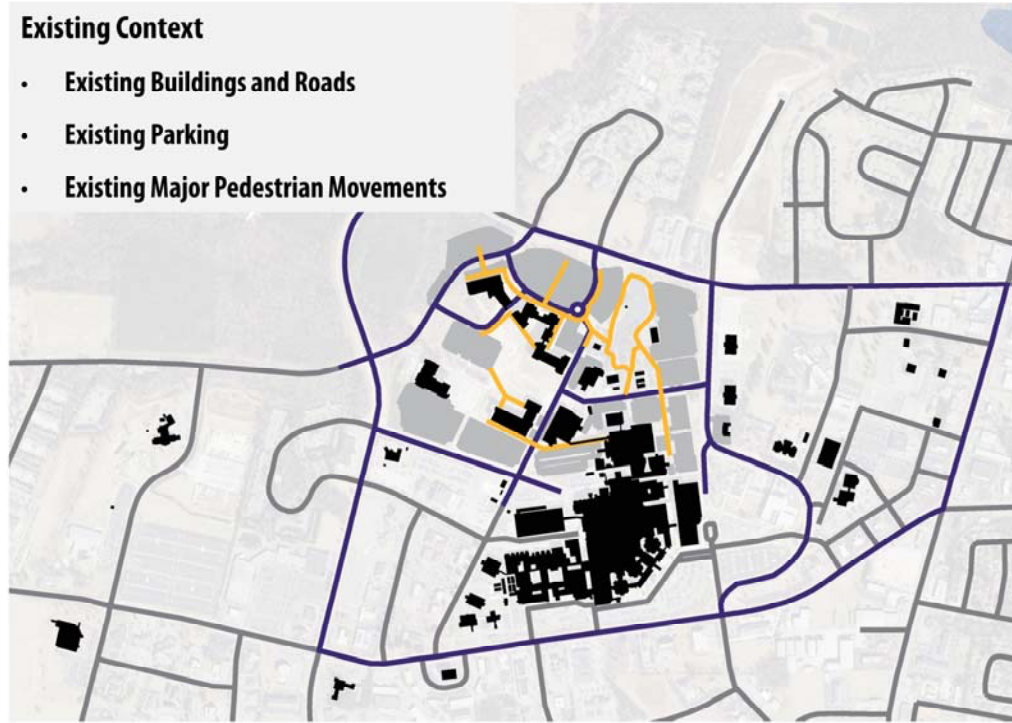 Existing Context
• Existing Buildings and Roads
• Existing Parking
• Existing Major Pedestrian Movements